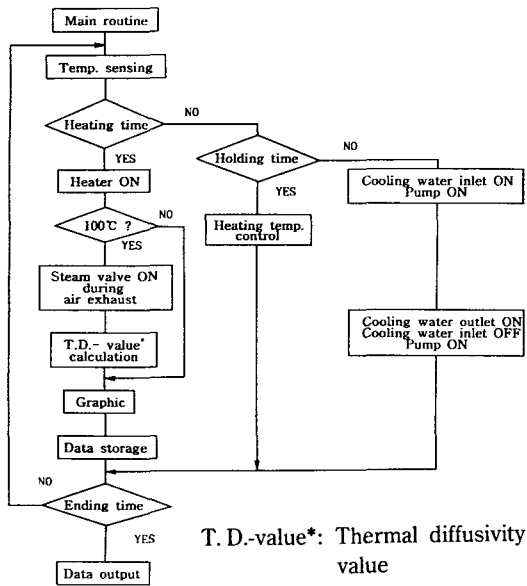 Main routine
Temp. sensing
Heating time
NO
YES
Heater ON
100℃ ?
NO
YES
Steam valve ON
during
air exhaust
T.D.- value*
calculation
Graphic
Data storage
NO
Ending time
YES
Data output
Holding time
NO
YES
Heating temp.
control
Cooling water inlet ON
Pump ON
Cooling water outlet ON
Cooling water inlet OFF
Pump ON
T. D.-value*: Thermal diffusivity
value